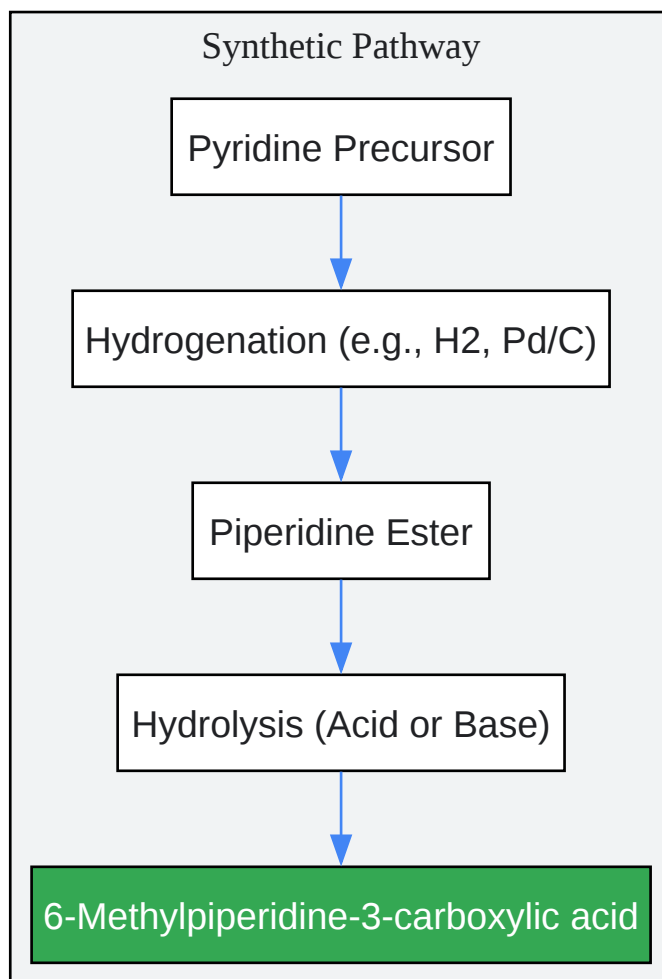 Synthetic Pathway
Pyridine Precursor
Hydrogenation (e.g., H2, Pd/C)
Piperidine Ester
Hydrolysis (Acid or Base)
6-Methylpiperidine-3-carboxylic acid